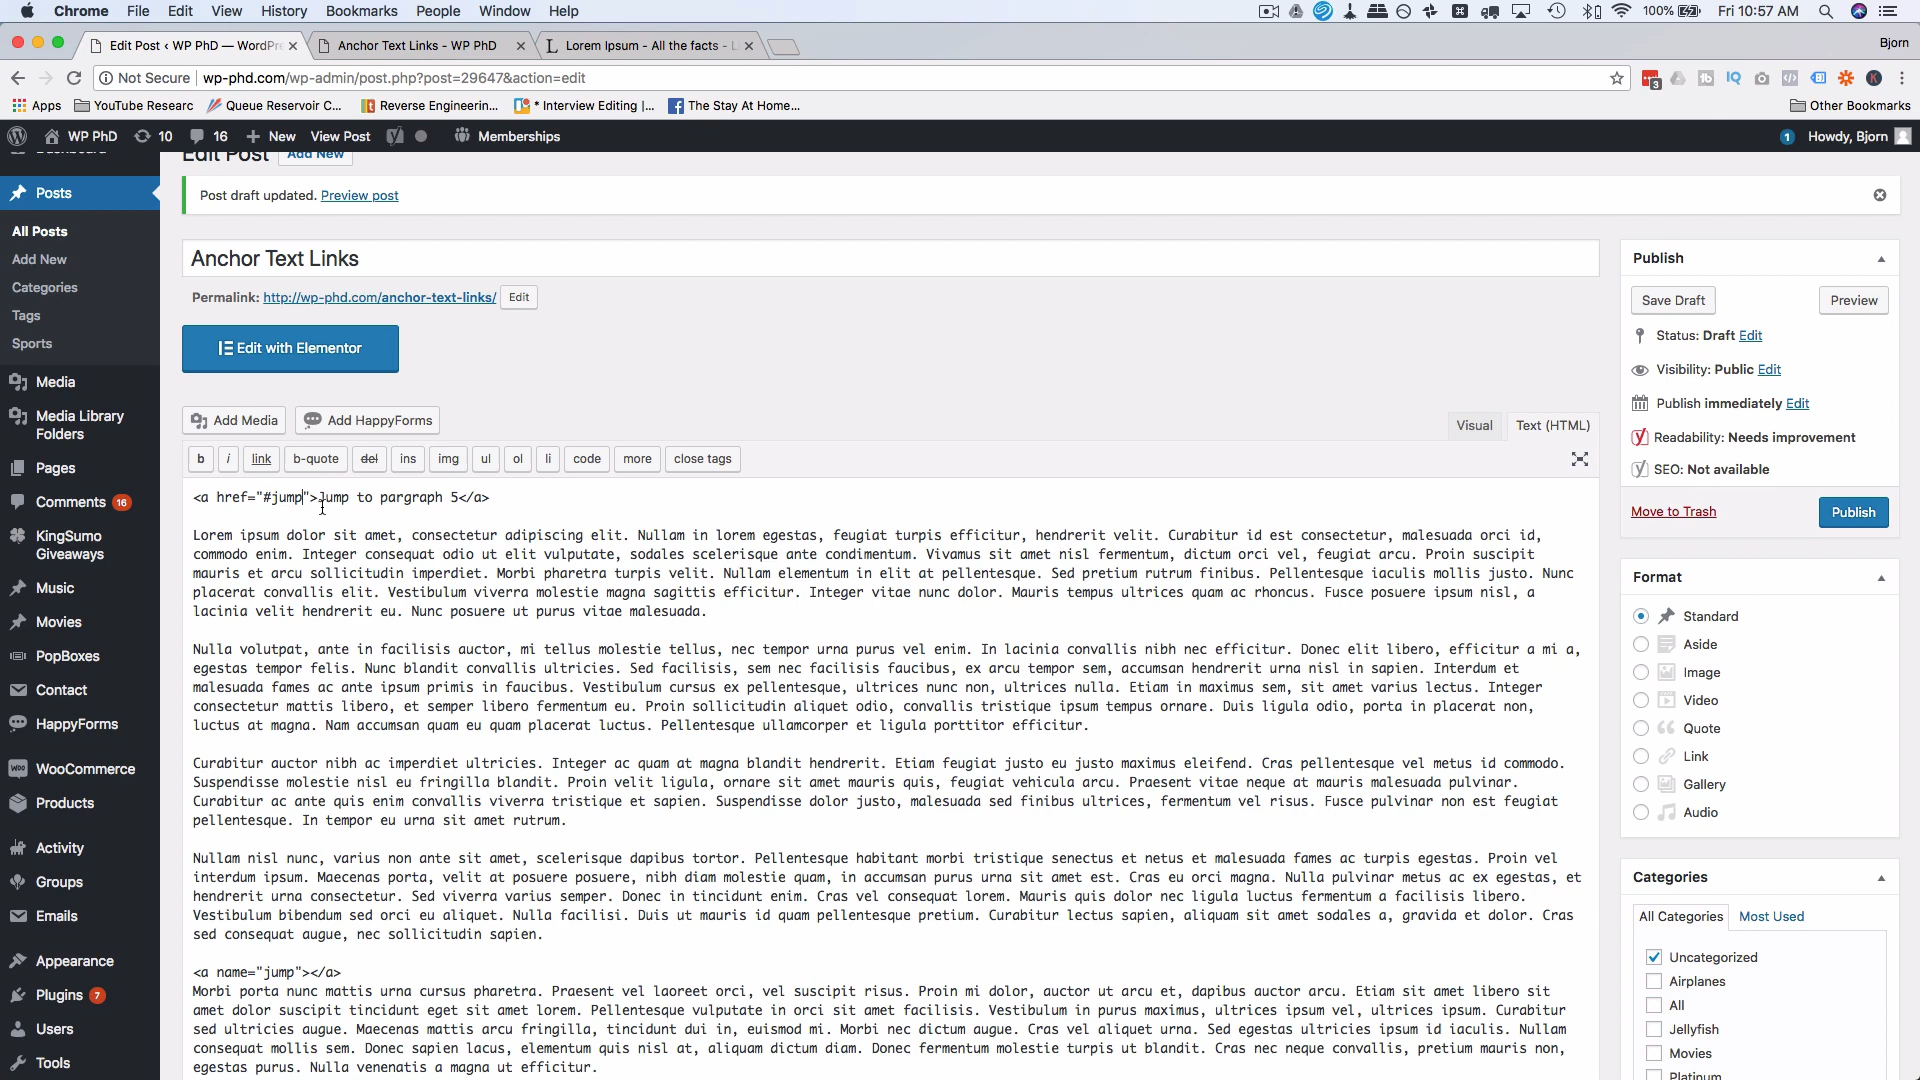 Chrome File Edit View History Bookmarks People Window Help 100% Fri 10:57 AM
Edit Post ‹ WP PhD — WordPr Anchor Text Links - WP PhD Lorem Ipsum - All the facts - L Bjorn
Not Secure wp-phd.com/wp-admin/post.php?post=29647&action=edit 3
Apps YouTube Researc Queue Reservoir C... Reverse Engineerin... * Interview Editing |... The Stay At Home... Other Bookmarks
WP PhD 10 16 New View Post Memberships 1 Howdy, Bjorn
Dashboard
Posts
All Posts
Add New
Categories
Tags
Sports
Media
Media Library
Folders
Pages
Comments 16
KingSumo
Giveaways
Music
Movies
PopBoxes
Contact
HappyForms
WooCommerce
Products
Activity
Groups
Emails
Appearance
Plugins 7
Users
Tools
Edit Post Add New
Post draft updated. Preview post
Anchor Text Links
Permalink: http://wp-phd.com/anchor-text-links/ Edit
Edit with Elementor
Add Media Add HappyForms Visual Text (HTML)
b i link b-quote del ins img ul ol li code more close tags
<a href="#jump">Jump to pargraph 5</a>
Lorem ipsum dolor sit amet, consectetur adipiscing elit. Nullam in lorem egestas, feugiat turpis efficitur, hendrerit velit. Curabitur id est consectetur, malesuada orci id,
commodo enim. Integer consequat odio ut elit vulputate, sodales scelerisque ante condimentum. Vivamus sit amet nisl fermentum, dictum orci vel, feugiat arcu. Proin suscipit
mauris et arcu sollicitudin imperdiet. Morbi pharetra turpis velit. Nullam elementum in elit at pellentesque. Sed pretium rutrum finibus. Pellentesque iaculis mollis justo. Nunc
placerat convallis elit. Vestibulum viverra molestie magna sagittis efficitur. Integer vitae nunc dolor. Mauris tempus ultrices quam ac rhoncus. Fusce posuere ipsum nisl, a
lacinia velit hendrerit eu. Nunc posuere ut purus vitae malesuada.
Nulla volutpat, ante in facilisis auctor, mi tellus molestie tellus, nec tempor urna purus vel enim. In lacinia convallis nibh nec efficitur. Donec elit libero, efficitur a mi a,
egestas tempor felis. Nunc blandit convallis ultricies. Sed facilisis, sem nec facilisis faucibus, ex arcu tempor sem, accumsan hendrerit urna nisl in sapien. Interdum et
malesuada fames ac ante ipsum primis in faucibus. Vestibulum cursus ex pellentesque, ultrices nunc non, ultrices nulla. Etiam in maximus sem, sit amet varius lectus. Integer
consectetur mattis libero, et semper libero fermentum eu. Proin sollicitudin aliquet odio, convallis tristique ipsum tempus ornare. Duis ligula odio, porta in placerat non,
luctus at magna. Nam accumsan quam eu quam placerat luctus. Pellentesque ullamcorper et ligula porttitor efficitur.
Curabitur auctor nibh ac imperdiet ultricies. Integer ac quam at magna blandit hendrerit. Etiam feugiat justo eu justo maximus eleifend. Cras pellentesque vel metus id commodo.
Suspendisse molestie nisl eu fringilla blandit. Proin velit ligula, ornare sit amet mauris quis, feugiat vehicula arcu. Praesent vitae neque at mauris malesuada pulvinar.
Curabitur ac ante quis enim convallis viverra tristique et sapien. Suspendisse dolor justo, malesuada sed finibus ultrices, fermentum vel risus. Fusce pulvinar non est feugiat
pellentesque. In tempor eu urna sit amet rutrum.
Nullam nisl nunc, varius non ante sit amet, scelerisque dapibus tortor. Pellentesque habitant morbi tristique senectus et netus et malesuada fames ac turpis egestas. Proin vel
interdum ipsum. Maecenas porta, velit at posuere posuere, nibh diam molestie quam, in accumsan purus urna sit amet est. Cras eu orci magna. Nulla pulvinar metus ac ex egestas, et
hendrerit urna consectetur. Sed viverra varius semper. Donec in tincidunt enim. Cras vel consequat lorem. Mauris quis dolor nec ligula luctus fermentum a facilisis libero.
Vestibulum bibendum sed orci eu aliquet. Nulla facilisi. Duis ut mauris id quam pellentesque pretium. Curabitur lectus sapien, aliquam sit amet sodales a, gravida et dolor. Cras
sed consequat augue, nec sollicitudin sapien.
<a name="jump"></a>
Morbi porta nunc mattis urna cursus pharetra. Praesent vel laoreet orci, vel suscipit risus. Proin mi dolor, auctor ut arcu et, dapibus auctor arcu. Etiam sit amet libero sit
amet dolor suscipit tincidunt eget sit amet lorem. Pellentesque vulputate in orci sit amet facilisis. Vestibulum in purus maximus, ultrices ipsum vel, ultrices ipsum. Curabitur
sed ultricies augue. Maecenas mattis arcu fringilla, tincidunt dui in, euismod mi. Morbi nec dictum augue. Cras vel aliquet urna. Sed egestas ultricies ipsum id iaculis. Nullam
consequat mollis sem. Donec sapien lacus, elementum quis nisl at, aliquam dictum diam. Donec fermentum molestie turpis ut blandit. Cras nec neque convallis, pretium mauris non,
egestas purus. Nulla venenatis a magna ut efficitur.
Publish
Save Draft Preview
Status: Draft Edit
Visibility: Public Edit
Publish immediately Edit
Readability: Needs improvement
SEO: Not available
Move to Trash Publish
Format
Standard
Aside
Image
Video
Quote
Link
Gallery
Audio
Categories
All Categories Most Used
Uncategorized
Airplanes
All
Jellyfish
Movies
Platinum